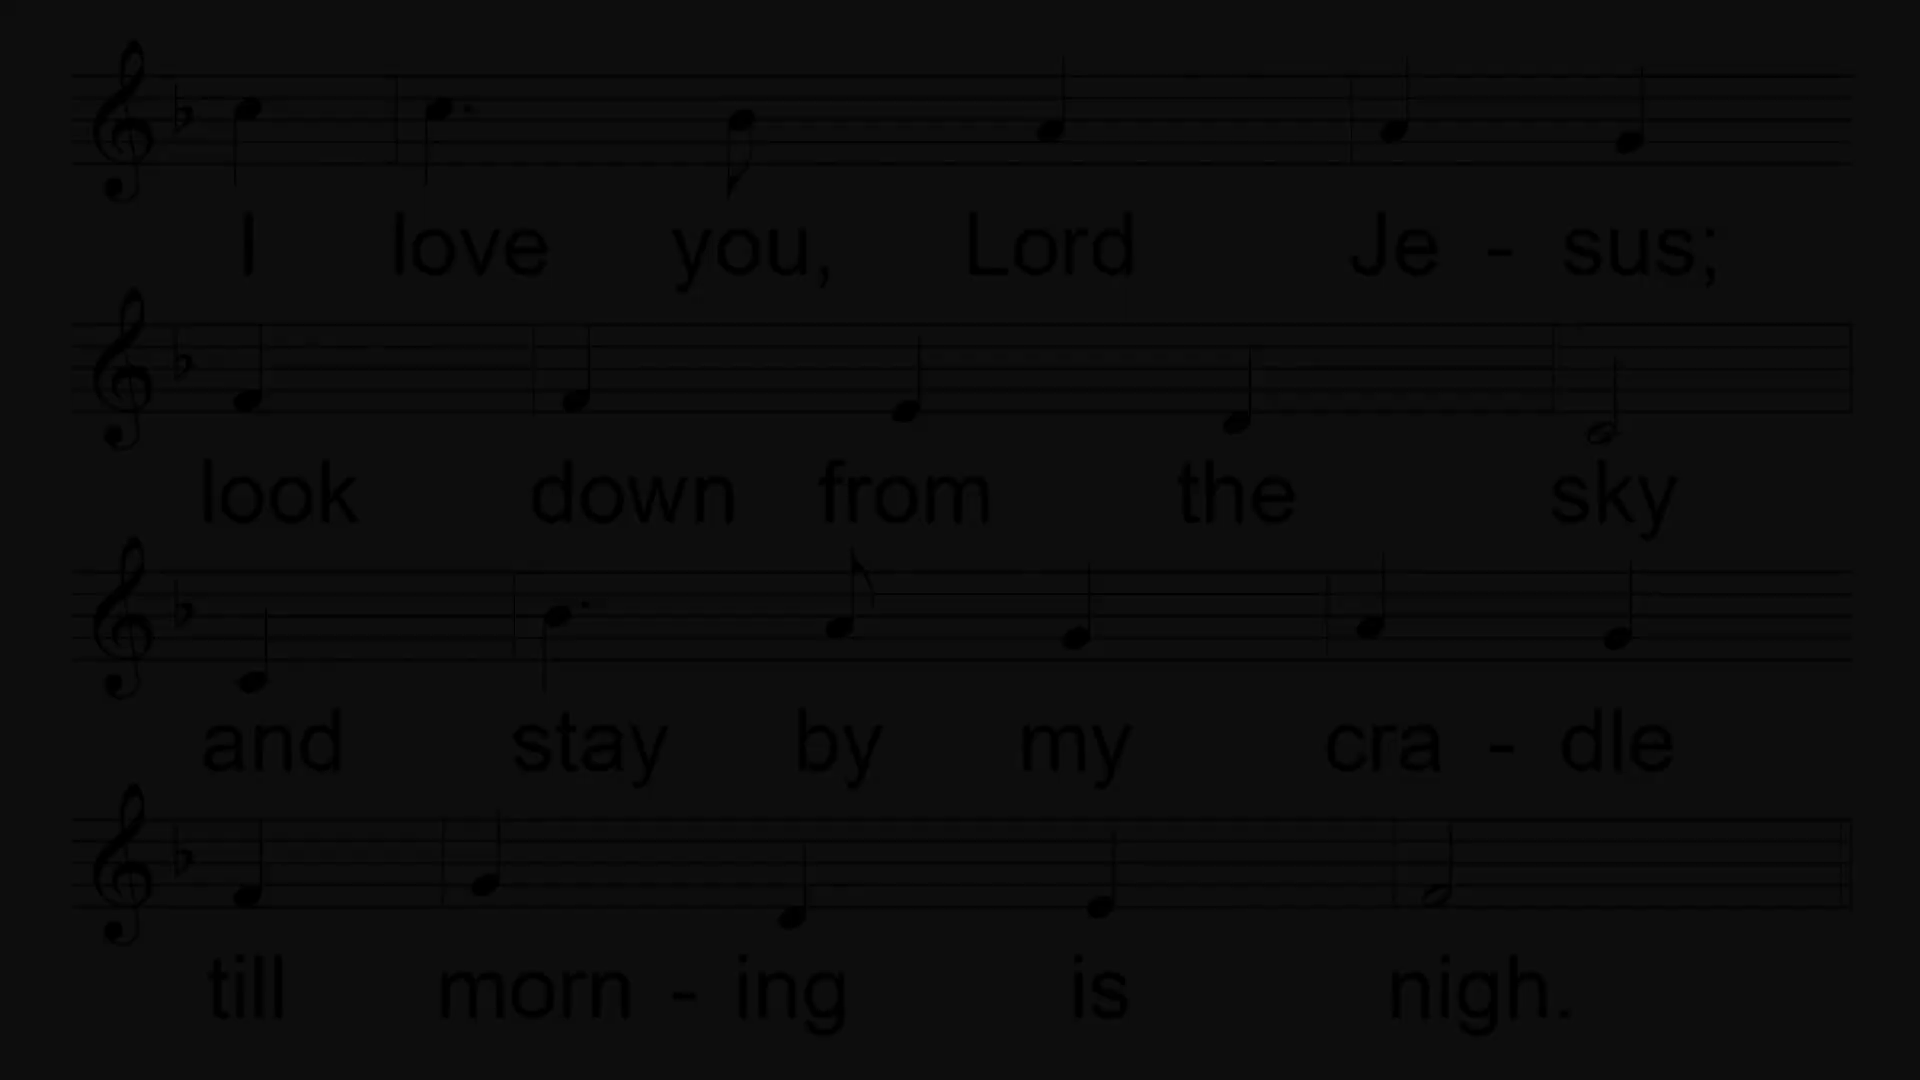 I love you, Lord Je - sus;
look down from the sky
and stay by my cra - dle
till morn - ing is nigh.